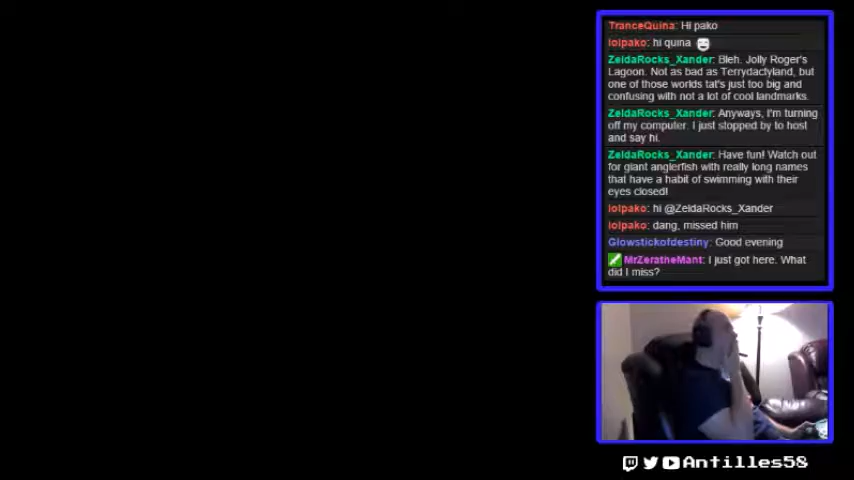 TranceQuina: Hi pako
lolpako: hi quina
ZeldaRocks_Xander: Bleh. Jolly Roger's
Lagoon. Not as bad as Terrydactyland, but
one of those worlds tat's just too big and
confusing with not a lot of cool landmarks.
ZeldaRocks_Xander: Anyways, I'm turning
off my computer. I just stopped by to host
and say hi.
ZeldaRocks_Xander: Have fun! Watch out
for giant anglerfish with really long names
that have a habit of swimming with their
eyes closed!
lolpako: hi @ZeldaRocks_Xander
lolpako: dang, missed him
Glowstickofdestiny: Good evening
MrZeratheMant: I just got here. What
did I miss?
Antilles58